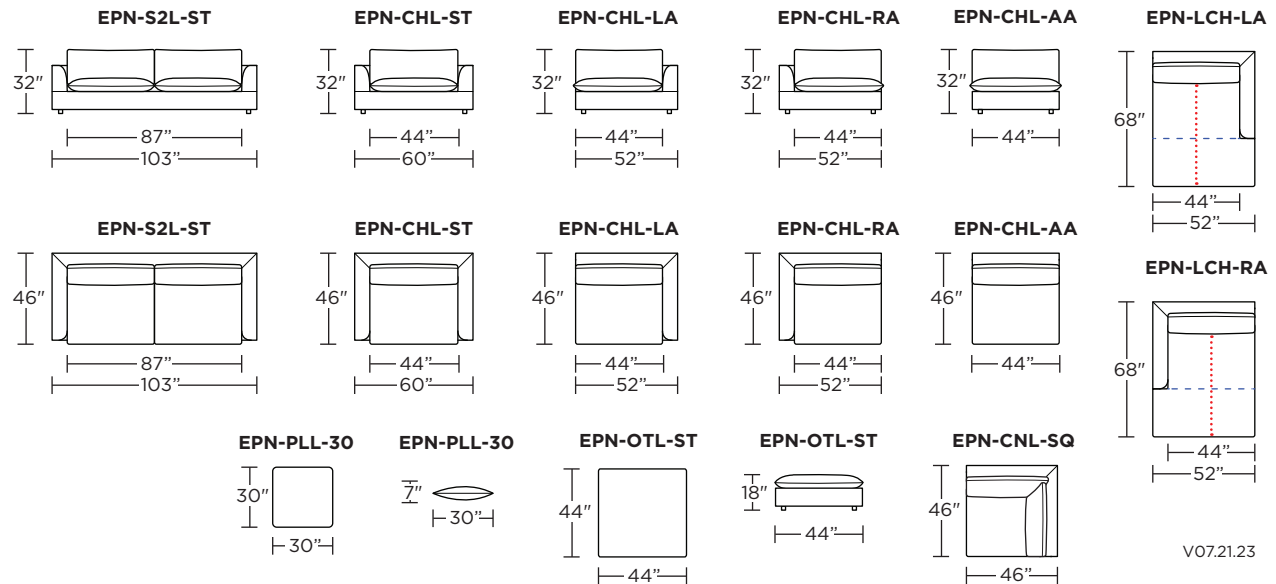 EPN-S2L-ST
32"
87”
103”
EPN-CHL-ST
32"
44”
60”
EPN-CHL-LA
32"
44”
52”
EPN-CHL-RA
32"
44”
52”
EPN-CHL-AA
32"
44”
EPN-LCH-LA
68"
44”
52”
EPN-S2L-ST
46"
87”
103”
EPN-CHL-ST
46"
44”
60”
EPN-CHL-LA
46"
44”
52”
EPN-CHL-RA
46"
44”
52”
EPN-CHL-AA
46"
44”
EPN-LCH-RA
68"
44”
52”
EPN-PLL-30
30"
30”
EPN-PLL-30
7"
30”
EPN-OTL-ST
44"
44”
EPN-OTL-ST
18"
44”
EPN-CNL-SQ
46"
46”
V07.21.23